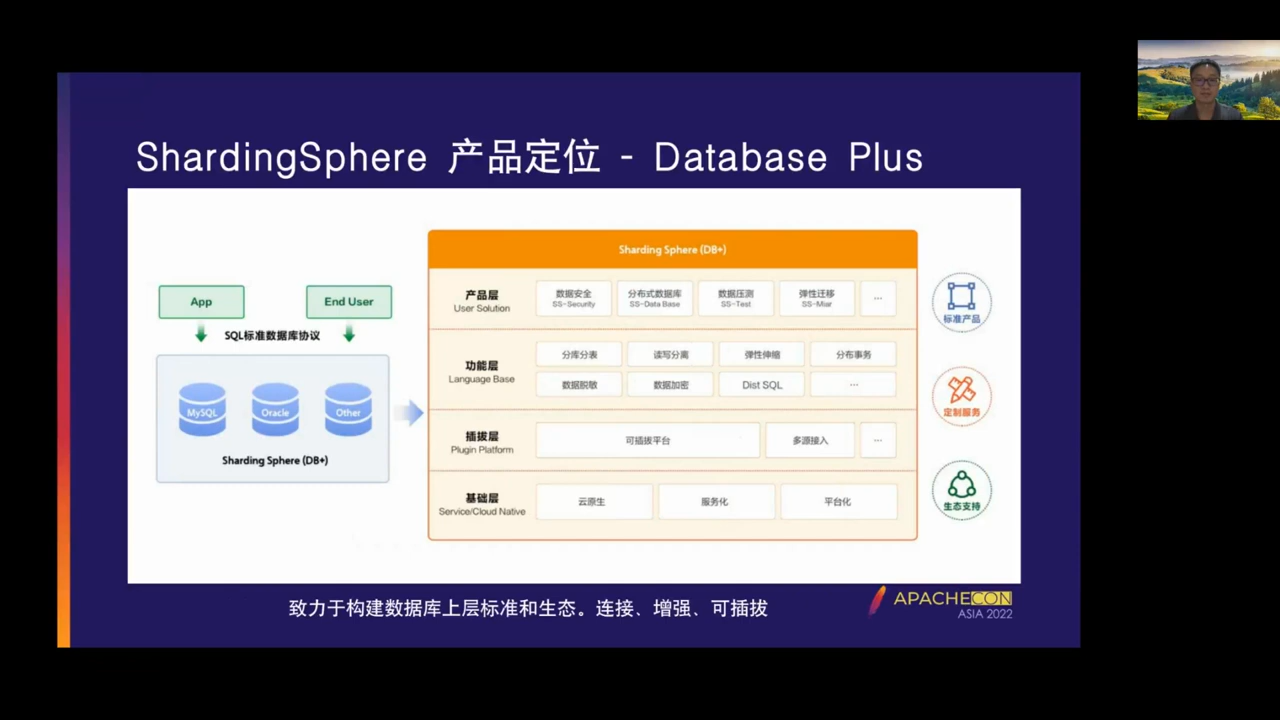 ShardingSphere 产品定位 - Database Plus
App
End User
SQL标准数据库协议
MySQL
Oracle
Other
Sharding Sphere (DB+)
Sharding Sphere (DB+)
产品层
User Solution
数据安全
SS-Security
分布式数据库
SS-Data Base
数据压测
SS-Test
弹性迁移
SS-Miar
...
功能层
Language Base
分库分表
读写分离
弹性伸缩
分布事务
数据脱敏
数据加密
Dist SQL
...
插拔层
Plugin Platform
可插拔平台
多源接入
...
基础层
Service/Cloud Native
云原生
服务化
平台化
标准产品
定制服务
生态支持
致力于构建数据库上层标准和生态。连接、增强、可插拔
APACHECON
ASIA 2022